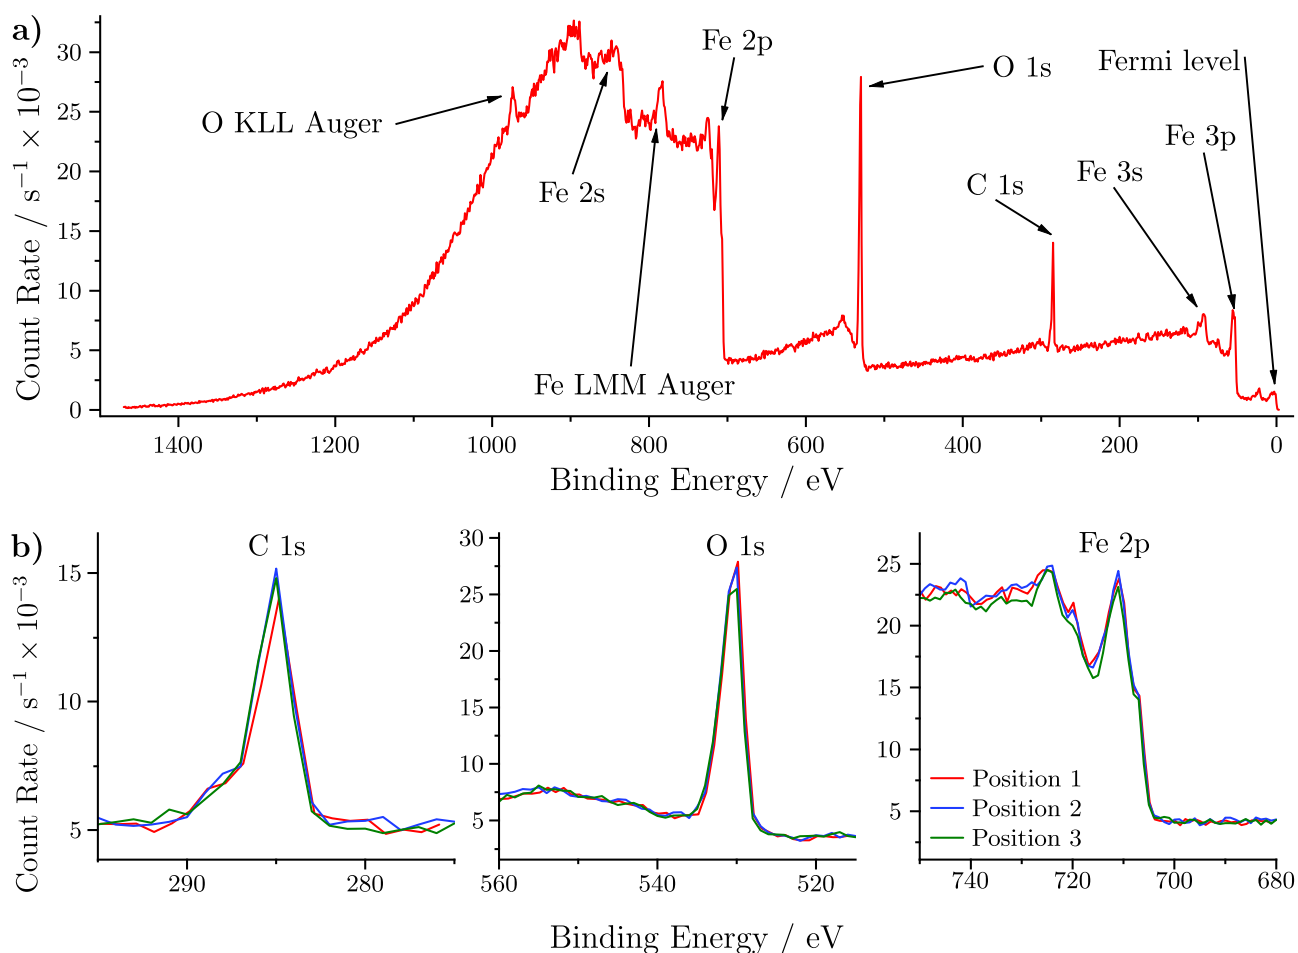 a)
Count Rate / s⁻¹ × 10⁻³
30
25
20
15
10
5
0
O KLL Auger
Fe 2s
Fe LMM Auger
Fe 2p
O 1s
C 1s
Fe 3s
Fe 3p
Fermi level
1400 1200 1000 800 600 400 200 0
Binding Energy / eV
b)
Count Rate / s⁻¹ × 10⁻³
C 1s
15
10
5
290 280
O 1s
30
25
20
15
10
5
560 540 520
Fe 2p
25
20
15
10
5
Position 1
Position 2
Position 3
740 720 700 680
Binding Energy / eV